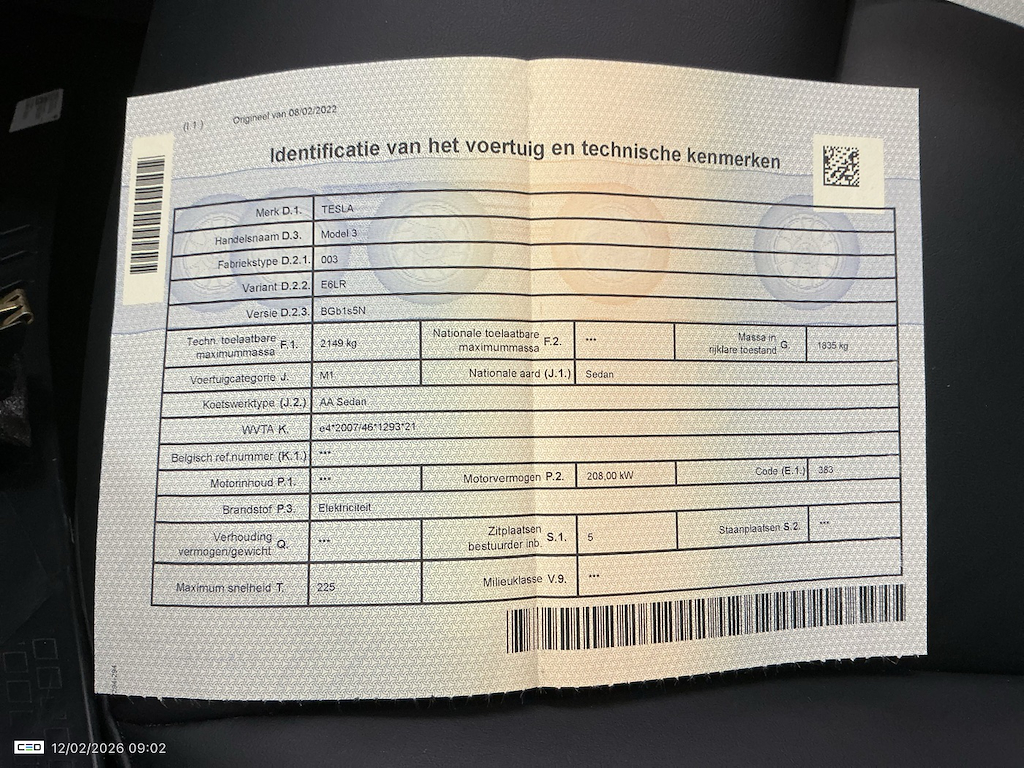 (I.1)
Origineel van 08/02/2022
Identificatie van het voertuig en technische kenmerken
Merk D.1. TESLA
Handelsnaam D.3. Model 3
Fabriekstype D.2.1. 003
Variant D.2.2. E6LR
Versie D.2.3. BGb1s5N
Techn. toelaatbare maximummassa F.1. 2149 kg Nationale toelaatbare maximummassa F.2. *** Massa in rijklare toestand G 1835 kg
Voertuigcategorie J. M1 Nationale aard (J.1.) Sedan
Koetswerktype (J.2.) AA Sedan
WVTA K. e4*2007/46*1293*21
Belgisch ref.nummer (K.1.) ***
Motorinhoud P.1. *** Motorvermogen P.2. 208,00 kW Code (E.1.) 383
Brandstof P.3. Elektriciteit
Verhouding vermogen/gewicht Q. *** Zitplaatsen bestuurder inb. S.1. 5 Staanplaatsen S.2. ***
Maximum snelheid T. 225 Milieuklasse V.9. ***
CEO 12/02/2026 09:02